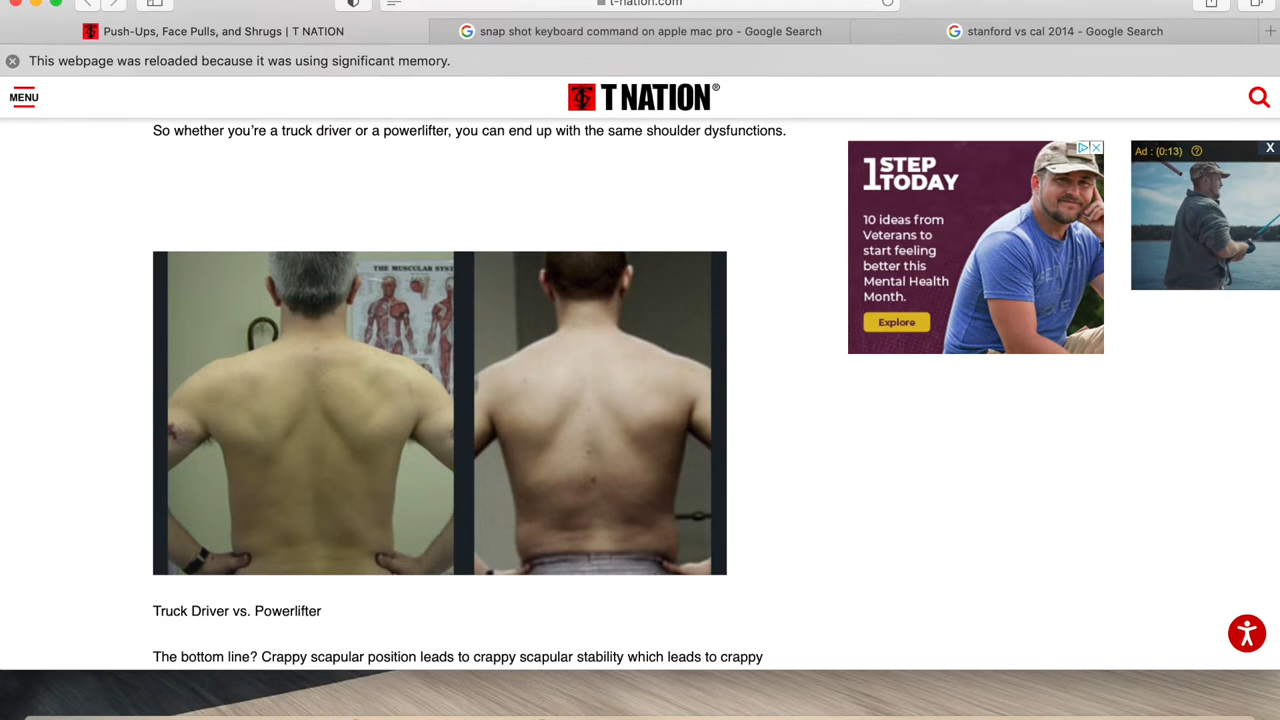 t-nation.com
Push-Ups, Face Pulls, and Shrugs | T NATION
snap shot keyboard command on apple mac pro - Google Search
stanford vs cal 2014 - Google Search
This webpage was reloaded because it was using significant memory.
MENU
T NATION®
So whether you're a truck driver or a powerlifter, you can end up with the same shoulder dysfunctions.
1 STEP
TODAY
10 ideas from
Veterans to
start feeling
better this
Mental Health
Month.
Explore
Ad : (0:13)
X
THE MUSCULAR SYST
Truck Driver vs. Powerlifter
The bottom line? Crappy scapular position leads to crappy scapular stability which leads to crappy